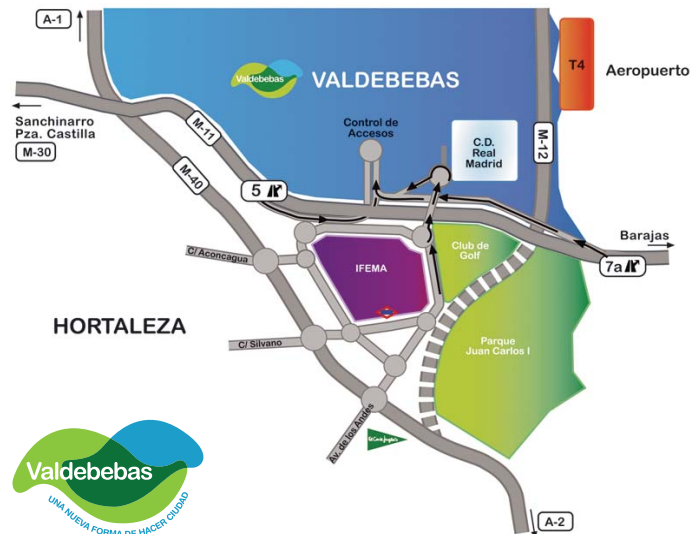 A-1
T4
Aeropuerto
Valdebebas
VALDEBEBAS
Sanchinarro
Pza. Castilla
M-30
M-11
M-40
Control de
Accesos
C.D.
Real
Madrid
M-12
5
Barajas
7a
C/ Aconcagua
IFEMA
Club de
Golf
HORTALEZA
C/ Silvano
Parque
Juan Carlos I
Av. de los Andes
El Corte Inglés
Valdebebas
UNA NUEVA FORMA DE HACER CIUDAD
A-2